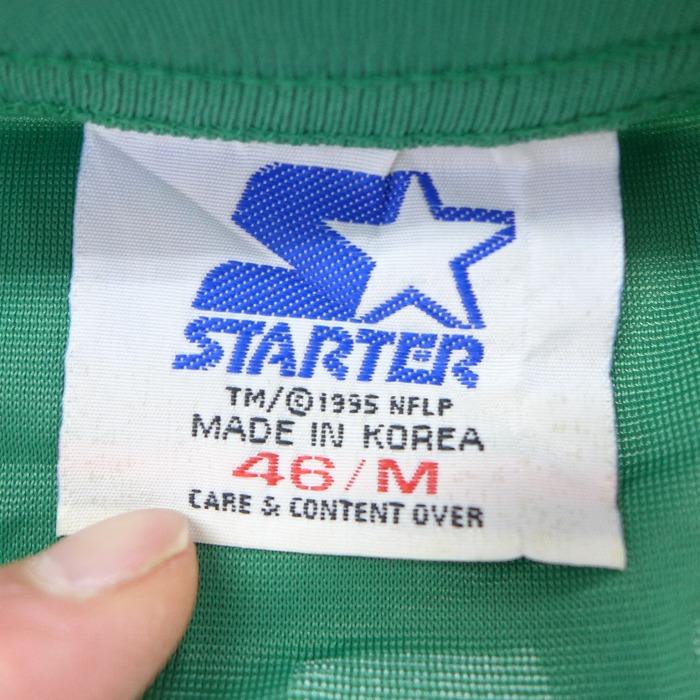 STARTER
TM/©1995 NFLP
MADE IN KOREA
46/M
CARE & CONTENT OVER